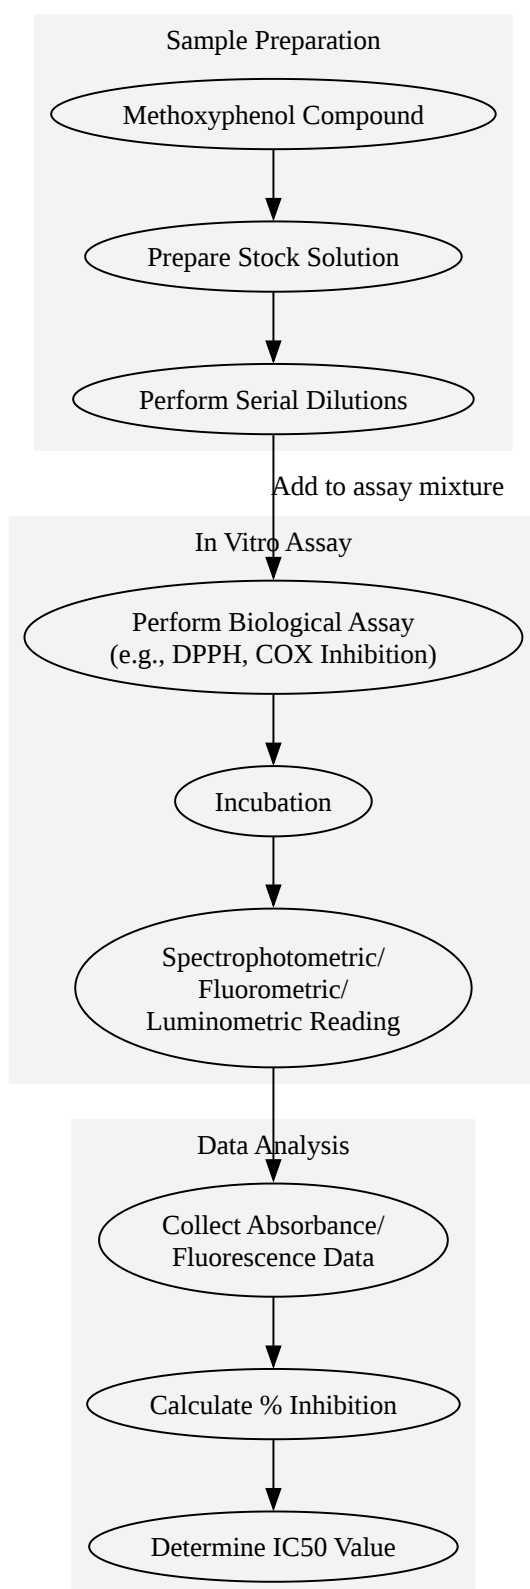 Sample Preparation
Methoxyphenol Compound
Prepare Stock Solution
Perform Serial Dilutions
Add to assay mixture
In Vitro Assay
Perform Biological Assay
(e.g., DPPH, COX Inhibition)
Incubation
Spectrophotometric/
Fluorometric/
Luminometric Reading
Data Analysis
Collect Absorbance/
Fluorescence Data
Calculate % Inhibition
Determine IC50 Value